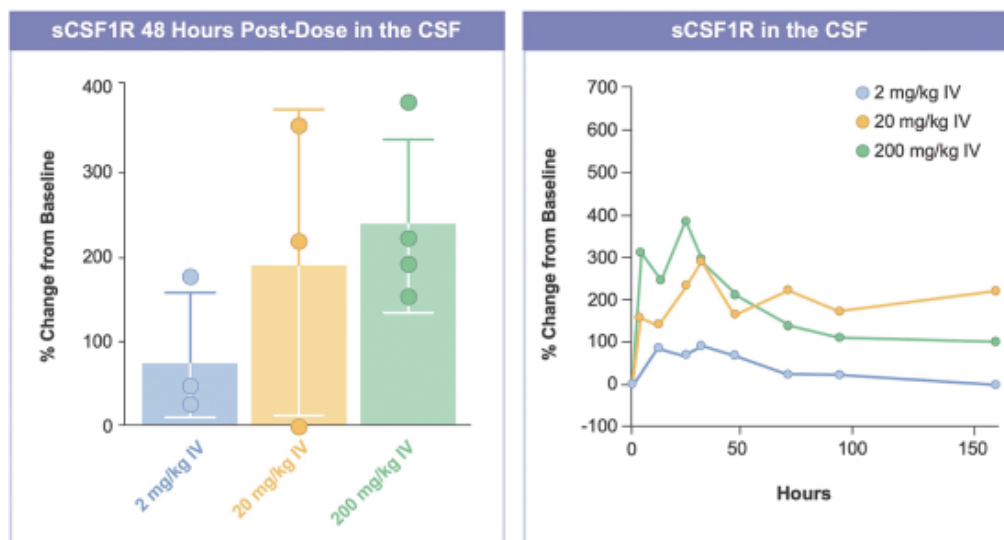 sCSF1R 48 Hours Post-Dose in the CSF
% Change from Baseline
400
300
200
100
0
2 mg/kg IV
20 mg/kg IV
200 mg/kg IV
sCSF1R in the CSF
% Change from Baseline
700
600
500
400
300
200
100
0
-100
0
50
100
150
Hours
2 mg/kg IV
20 mg/kg IV
200 mg/kg IV